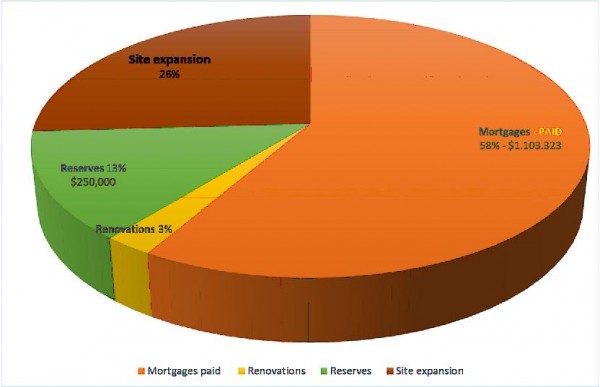 Site expansion
26%
Mortgages - PAID
58% - $1.103.323
Reserves 13%
$250,000
Renovations 3%
Mortgages paid Renovations Reserves Site expansion